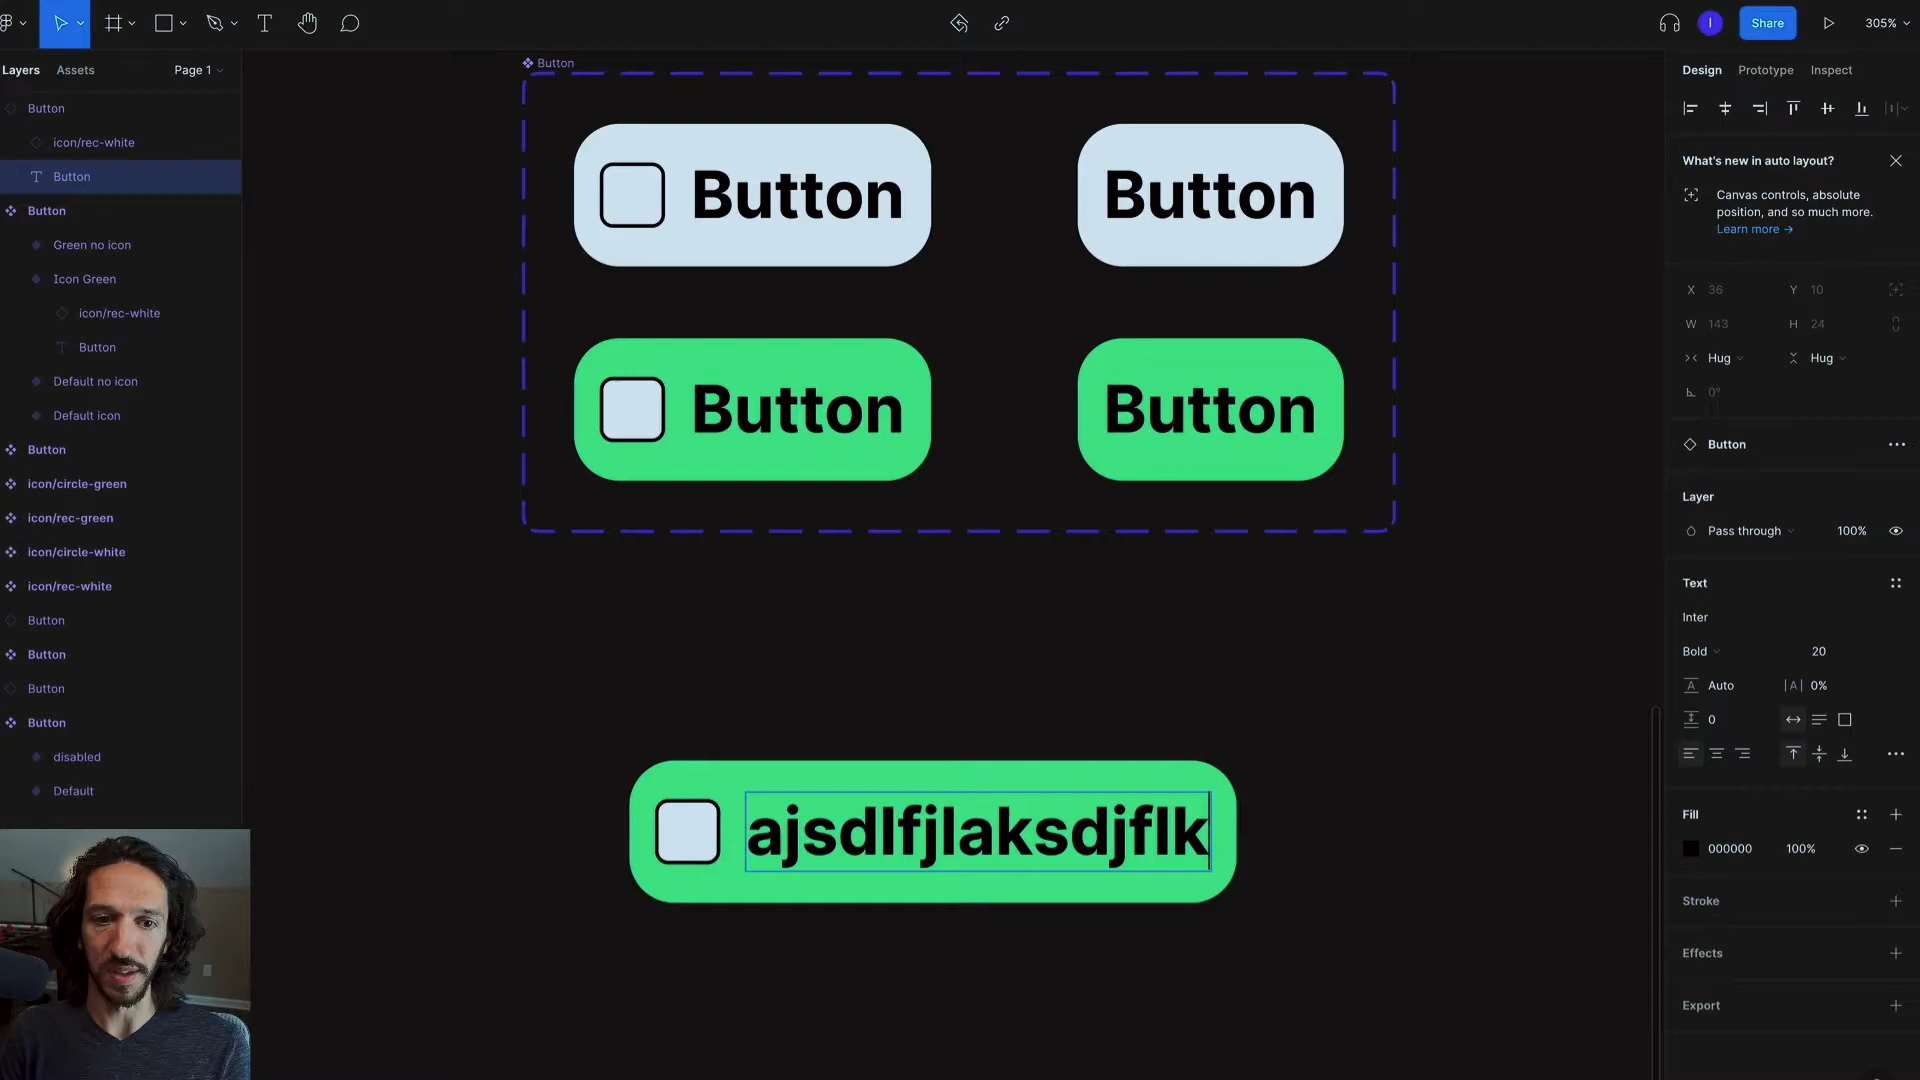 I
Share
305%
Layers
Assets
Page 1
Button
icon/rec-white
Button
Button
Green no icon
Icon Green
icon/rec-white
Button
Default no icon
Default icon
Button
icon/circle-green
icon/rec-green
icon/circle-white
icon/rec-white
Button
Button
Button
Button
disabled
Default
Button
Button
Button
Button
Button
ajsdlfjlaksdjflk
Design
Prototype
Inspect
What's new in auto layout?
Canvas controls, absolute
position, and so much more.
Learn more →
X 36 Y 10
W 143 H 24
Hug Hug
0°
Button
Layer
Pass through 100%
Text
Inter
Bold 20
Auto 0%
0
Fill
000000 100%
Stroke
Effects
Export